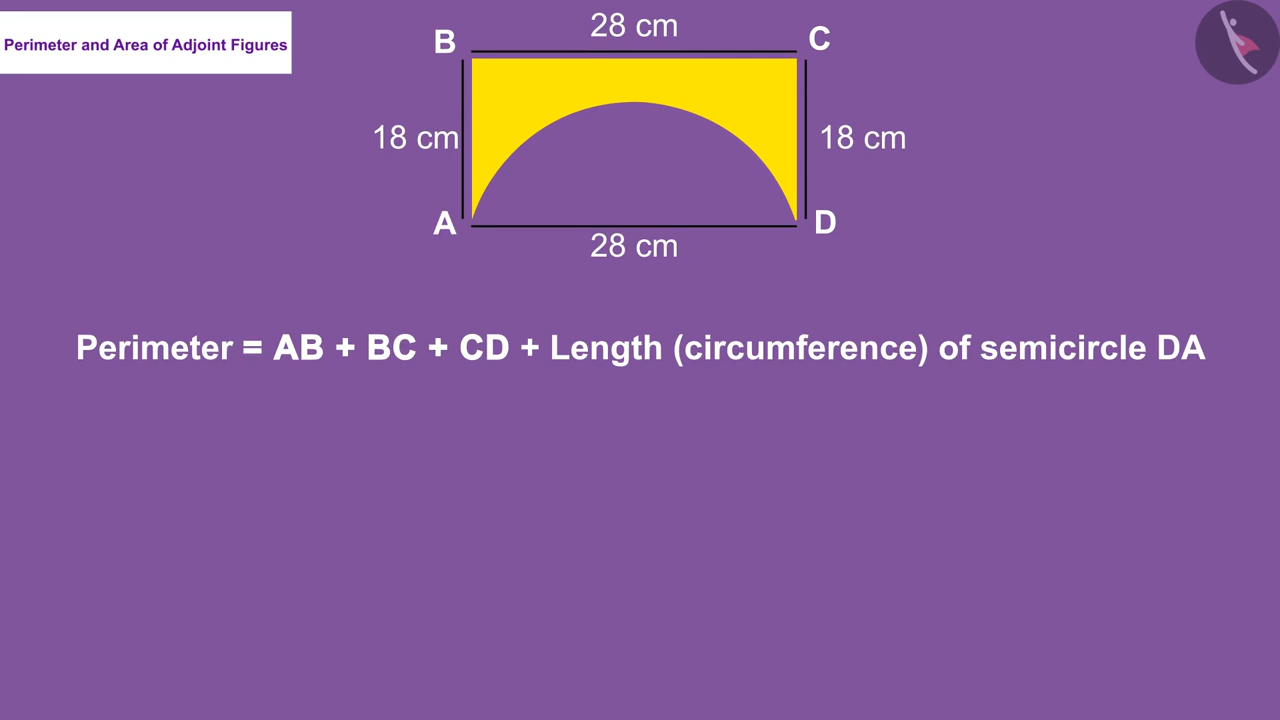 Perimeter and Area of Adjoint Figures
28 cm
B
C
18 cm
18 cm
A
D
28 cm
Perimeter = AB + BC + CD + Length (circumference) of semicircle DA